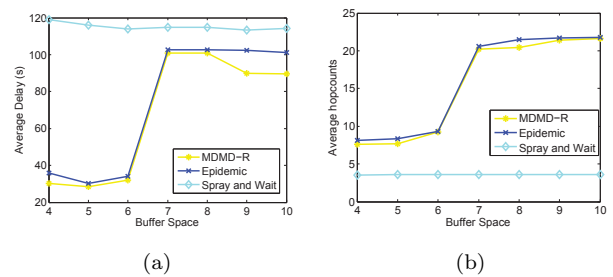 120
100
80
60
40
20
Average Delay (s)
MDMD−R
Epidemic
Spray and Wait
4 5 6 7 8 9 10
Buffer Space
(a)
25
20
15
10
5
0
Average hopcounts
MDMD−R
Epidemic
Spray and Wait
4 5 6 7 8 9 10
Buffer Space
(b)